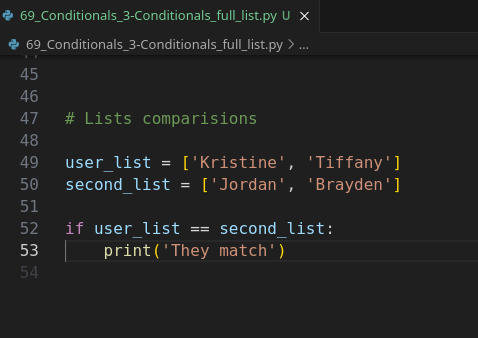 69_Conditionals_3-Conditionals_full_list.py U ×
69_Conditionals_3-Conditionals_full_list.py > ...
45
46
47 # Lists comparisions
48
49 user_list = ['Kristine', 'Tiffany']
50 second_list = ['Jordan', 'Brayden']
51
52 if user_list == second_list:
53     print('They match')
54